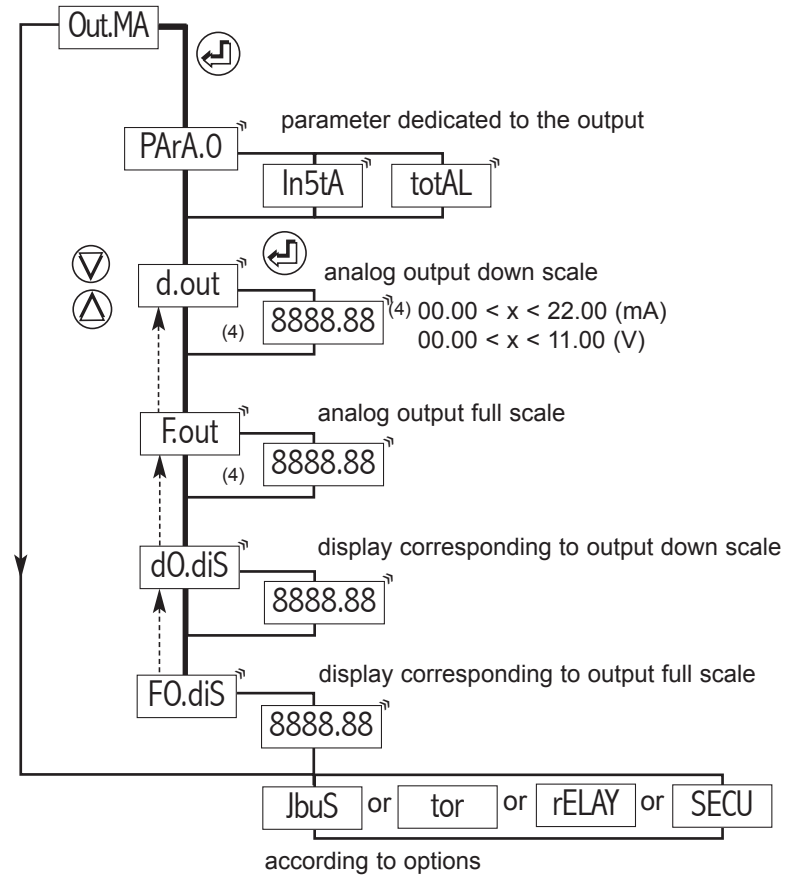 Out.MA
parameter dedicated to the output
PArA.0
In5tA totAL
analog output down scale
d.out
8888.88 (4) 00.00 < x < 22.00 (mA)
(4)
00.00 < x < 11.00 (V)
analog output full scale
F.out
8888.88
(4)
display corresponding to output down scale
dO.diS
8888.88
display corresponding to output full scale
FO.diS
8888.88
JbuS or tor or rELAY or SECU
according to options